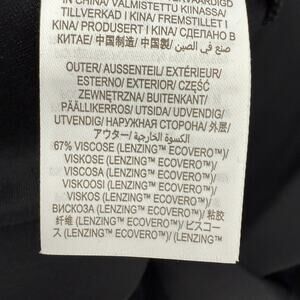 IN CHINA/ VALMISTETTU KIINASSA/
TILLVERKAD I KINA/ FREMSTILLET I
KINA/ PRODUSERT I KINA/ СДЕЛАНО В
КИТАЕ/ 中国制造/ 中国製/ صنع في الصين
OUTER/ AUSSENTEIL/ EXTÉRIEUR/
ESTERNO/ EXTERIOR/ CZĘŚĆ
ZEWNĘTRZNA/ BUITENKANT/
PÄÄLLIKERROS/ UTSIDA/ UDVENDIG/
UTVENDIG/ НАРУЖНАЯ СТОРОНА/ 外层/
アウター/ الكسوة الخارجية/
67% VISCOSE (LENZING™ ECOVERO™)/
VISKOSE (LENZING™ ECOVERO™)/
VISCOSA (LENZING™ ECOVERO™)/
VISKOOSI (LENZING™ ECOVERO™)/
VISKOS (LENZING™ ECOVERO™)/
ВИСКОЗА (LENZING™ ECOVERO™)/ 粘胶
纤维 (LENZING™ ECOVERO™)/ ビスコー
ス (LENZING™ ECOVERO™)/ (LENZING™